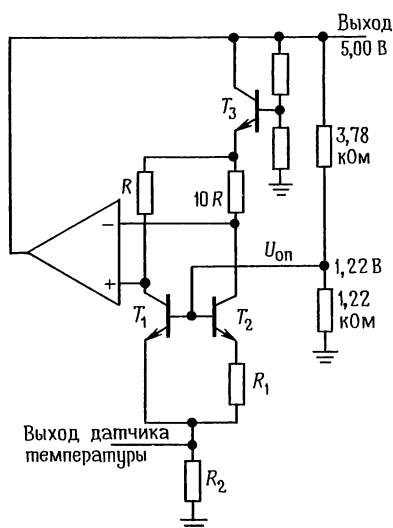 Выход
5,00 В
T₃
3,78
кОм
R
10 R
−
Uоп
1,22 В
+
T₁
T₂
1,22
кОм
R₁
Выход датчика
температуры
R₂